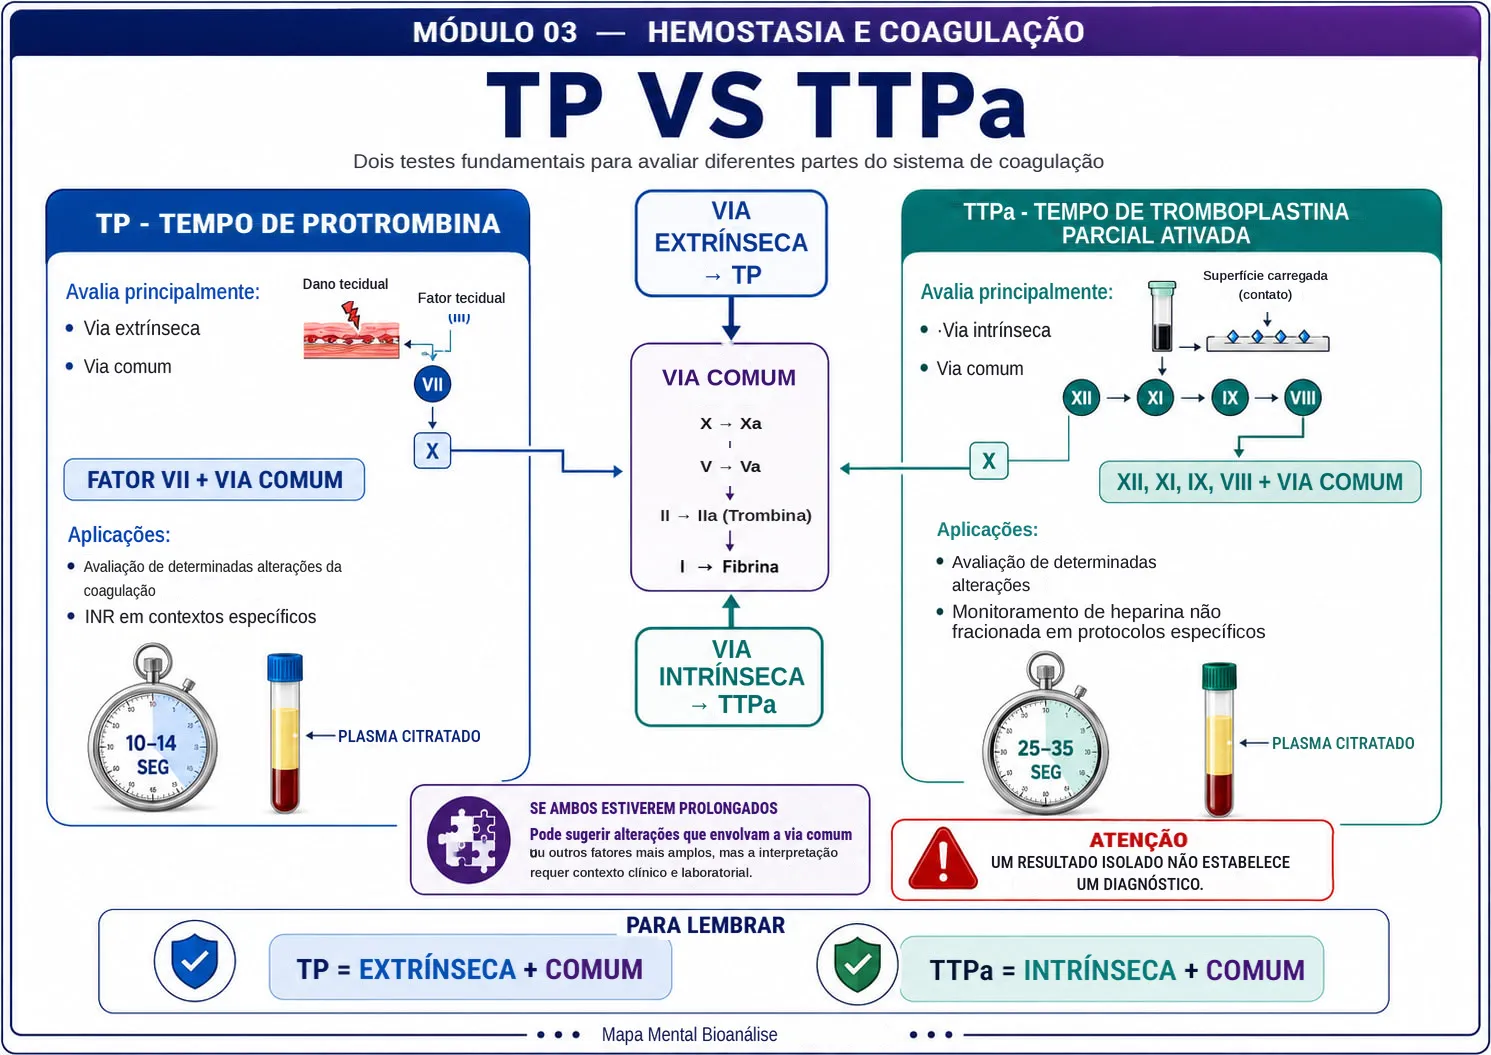 MÓDULO 03 — HEMOSTASIA E COAGULAÇÃO
TP VS TTPa
Dois testes fundamentais para avaliar diferentes partes do sistema de coagulação
TP - TEMPO DE PROTROMBINA
Avalia principalmente:
• Via extrínseca
• Via comum
Dano tecidual
Fator tecidual
(III)
VII
X
FATOR VII + VIA COMUM
Aplicações:
• Avaliação de determinadas alterações da
coagulação
• INR em contextos específicos
10–14
SEG
PLASMA CITRATADO
VIA
EXTRÍNSECA
→ TP
VIA COMUM
X → Xa
V → Va
II → IIa (Trombina)
I → Fibrina
VIA
INTRÍNSECA
→ TTPa
TTPa - TEMPO DE TROMBOPLASTINA
PARCIAL ATIVADA
Avalia principalmente:
• ·Via intrínseca
• Via comum
Superfície carregada
(contato)
XII → XI → IX → VIII
X
XII, XI, IX, VIII + VIA COMUM
Aplicações:
• Avaliação de determinadas
alterações
• Monitoramento de heparina não
fracionada em protocolos específicos
25–35
SEG
PLASMA CITRATADO
SE AMBOS ESTIVEREM PROLONGADOS
Pode sugerir alterações que envolvam a via comum
ou outros fatores mais amplos, mas a interpretação
requer contexto clínico e laboratorial.
ATENÇÃO
UM RESULTADO ISOLADO NÃO ESTABELECE
UM DIAGNÓSTICO.
PARA LEMBRAR
TP = EXTRÍNSECA + COMUM
TTPa = INTRÍNSECA + COMUM
Mapa Mental Bioanálise